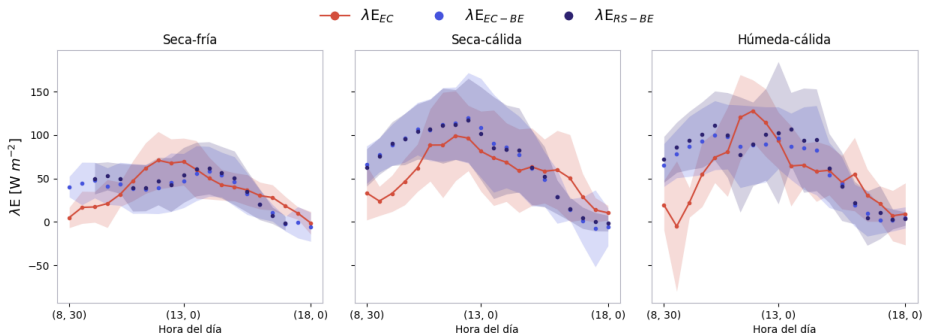 λE_EC λE_EC−BE λE_RS−BE
Seca-fría Seca-cálida Húmeda-cálida
λE [W m⁻²]
150
100
50
0
−50
(8, 30) (13, 0) (18, 0) (8, 30) (13, 0) (18, 0) (8, 30) (13, 0) (18, 0)
Hora del día Hora del día Hora del día